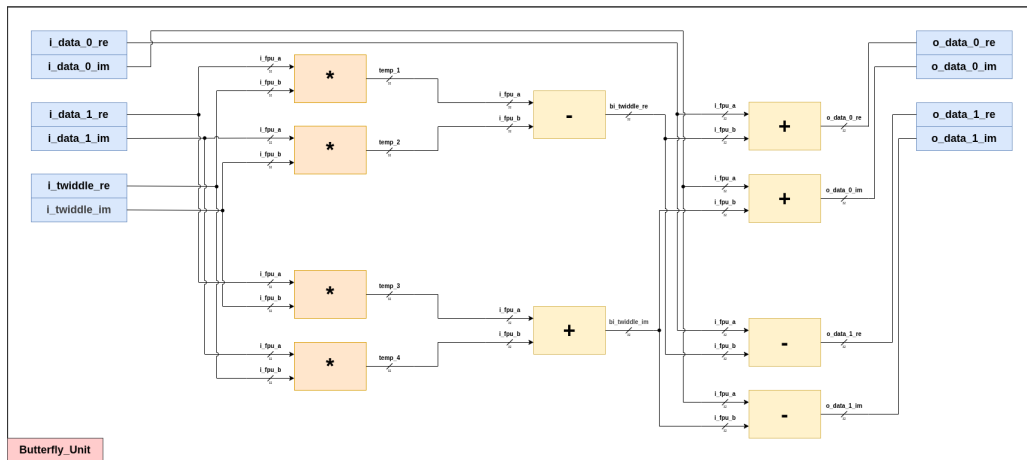 i_data_0_re
i_data_0_im
i_data_1_re
i_data_1_im
i_twiddle_re
i_twiddle_im
i_fpu_a
i_fpu_b
*
temp_1
i_fpu_a
i_fpu_b
*
temp_2
i_fpu_a
i_fpu_b
*
temp_3
i_fpu_a
i_fpu_b
*
temp_4
i_fpu_a
i_fpu_b
-
bi_twiddle_re
i_fpu_a
i_fpu_b
+
bi_twiddle_im
i_fpu_a
i_fpu_b
+
o_data_0_re
i_fpu_a
i_fpu_b
+
o_data_0_im
i_fpu_a
i_fpu_b
-
o_data_1_re
i_fpu_a
i_fpu_b
-
o_data_1_im
o_data_0_re
o_data_0_im
o_data_1_re
o_data_1_im
Butterfly_Unit